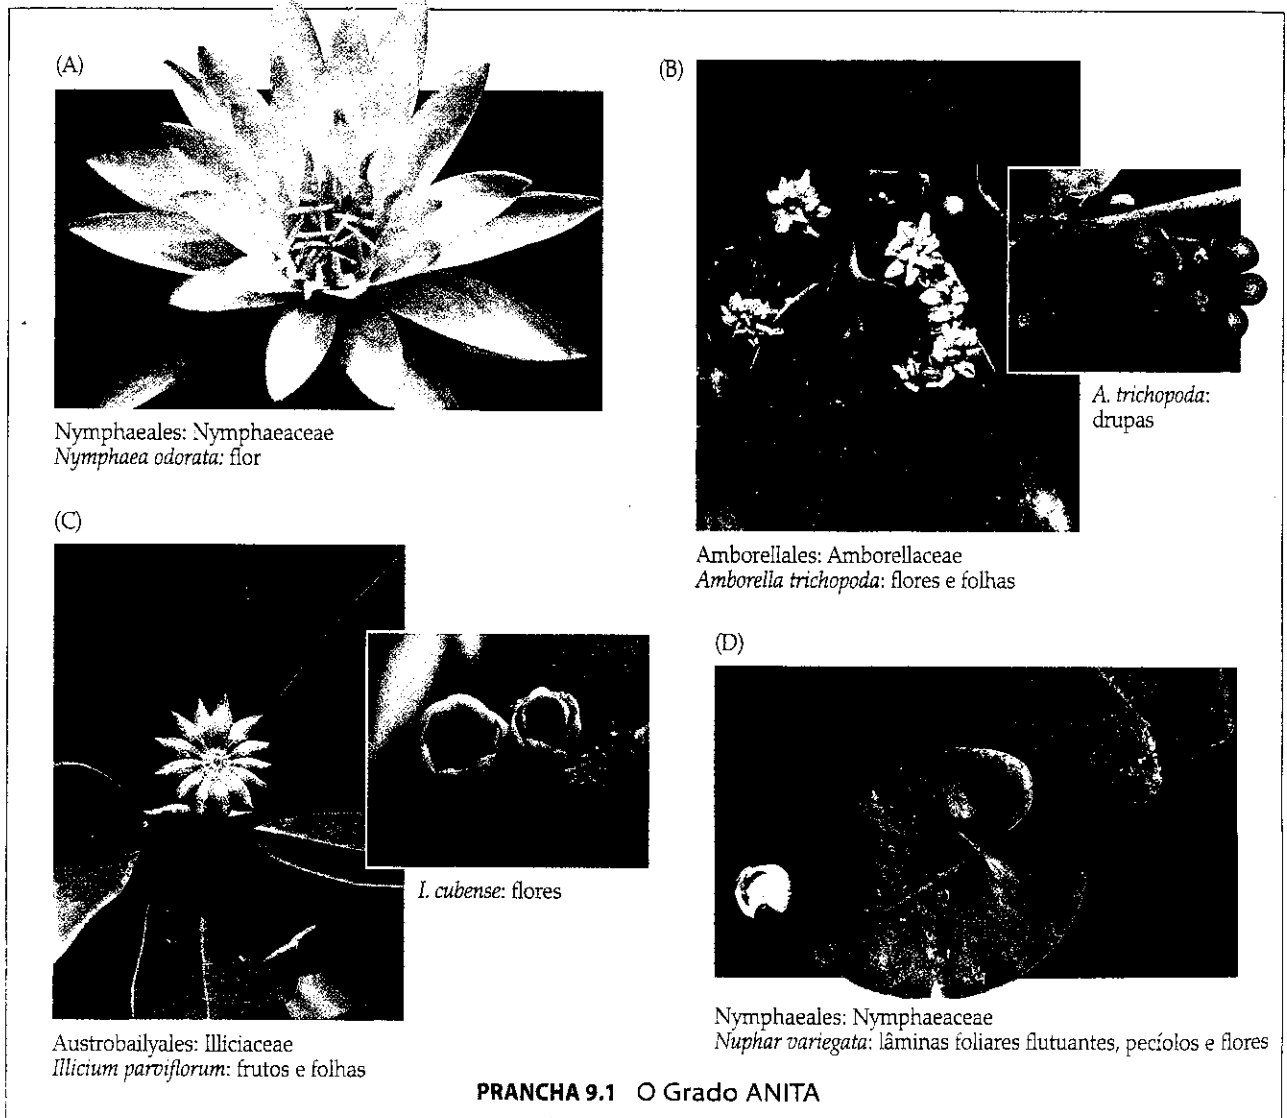 (A)
Nymphaeales: Nymphaeaceae
Nymphaea odorata: flor
(B)
A. trichopoda:
drupas
Amborellales: Amborellaceae
Amborella trichopoda: flores e folhas
(C)
I. cubense: flores
Austrobailyales: Illiciaceae
Illicium parviflorum: frutos e folhas
(D)
Nymphaeales: Nymphaeaceae
Nuphar variegata: lâminas foliares flutuantes, pecíolos e flores
PRANCHA 9.1 O Grado ANITA